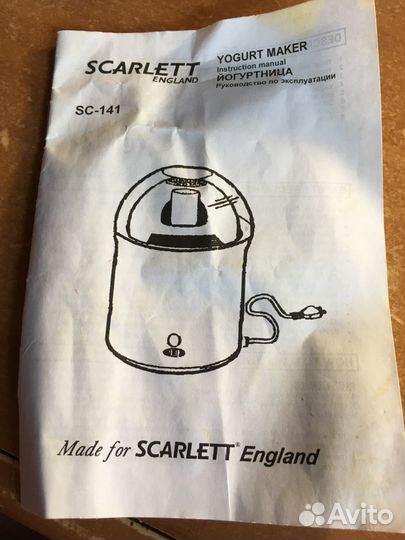 SCARLETT
ENGLAND
YOGURT MAKER
Instruction manual
ЙОГУРТНИЦА
Руководство по эксплуатации
SC-141
Made for SCARLETT® England
Avito